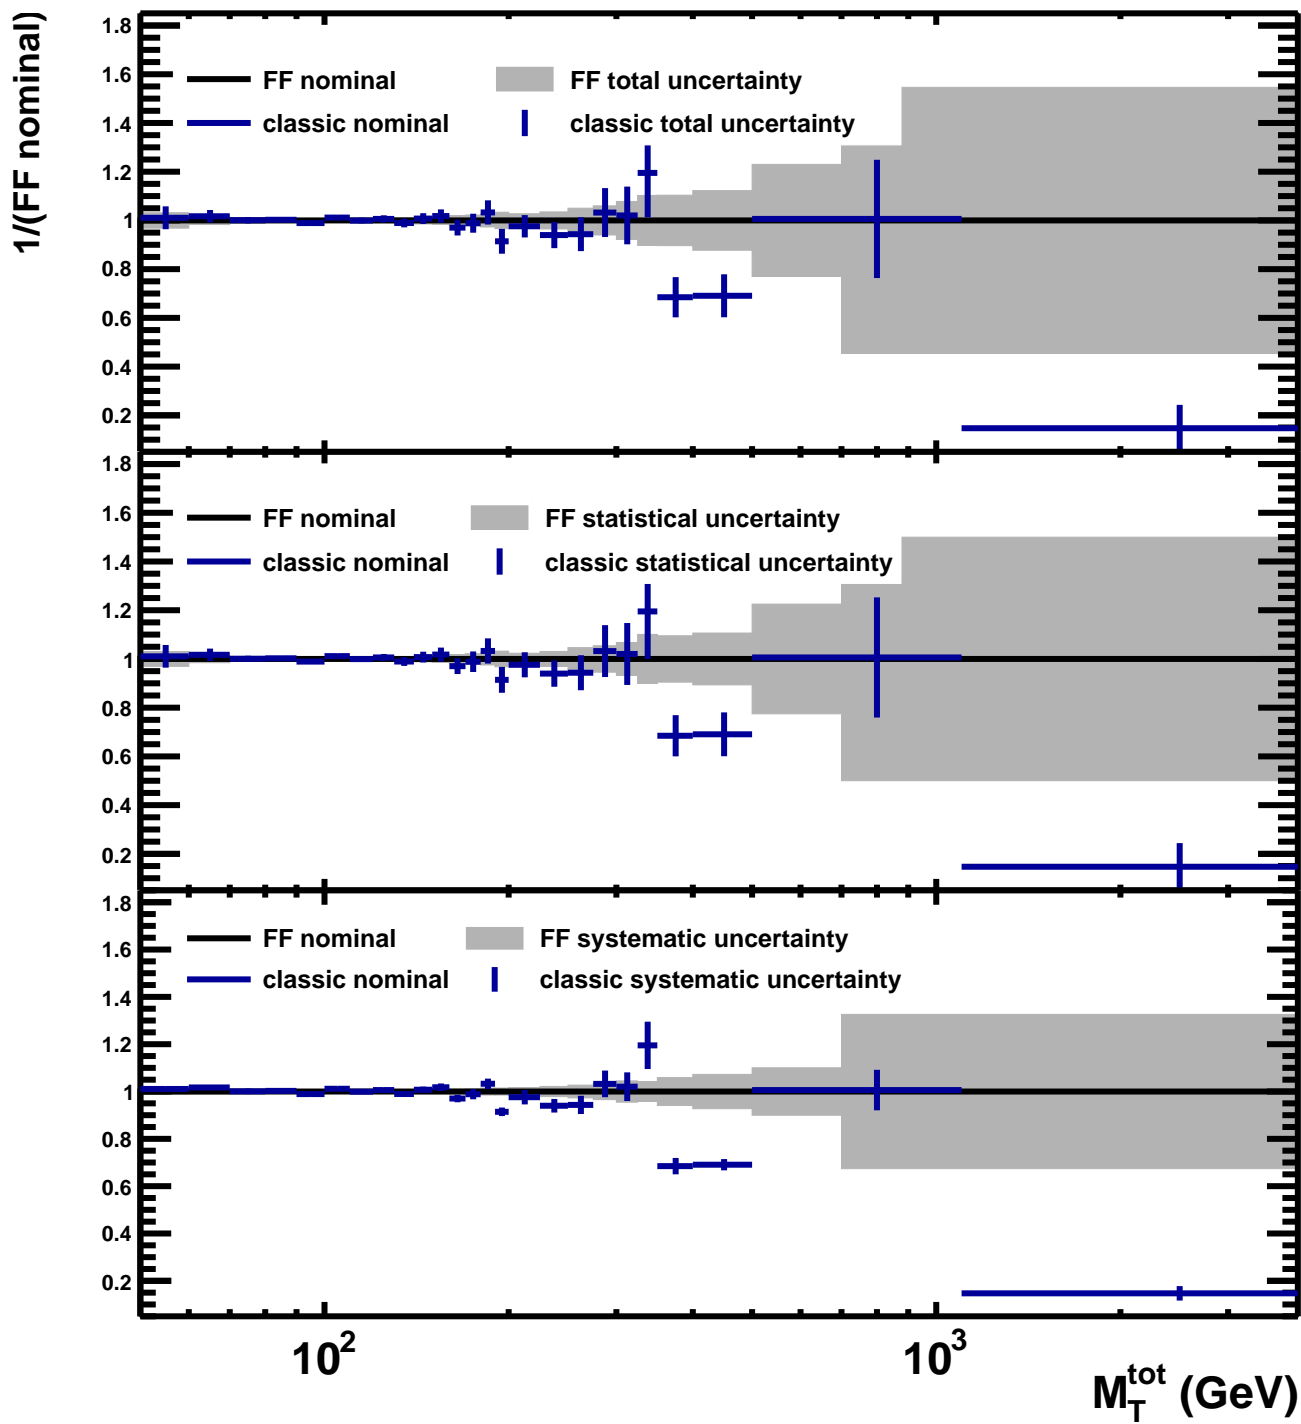 1/(FF nominal)
1.8
1.6
1.4
1.2
1
0.8
0.6
0.4
0.2
FF nominal
FF total uncertainty
classic nominal
classic total uncertainty
1.8
1.6
1.4
1.2
1
0.8
0.6
0.4
0.2
FF nominal
FF statistical uncertainty
classic nominal
classic statistical uncertainty
1.8
1.6
1.4
1.2
1
0.8
0.6
0.4
0.2
FF nominal
FF systematic uncertainty
classic nominal
classic systematic uncertainty
10² 10³
M_T^tot (GeV)